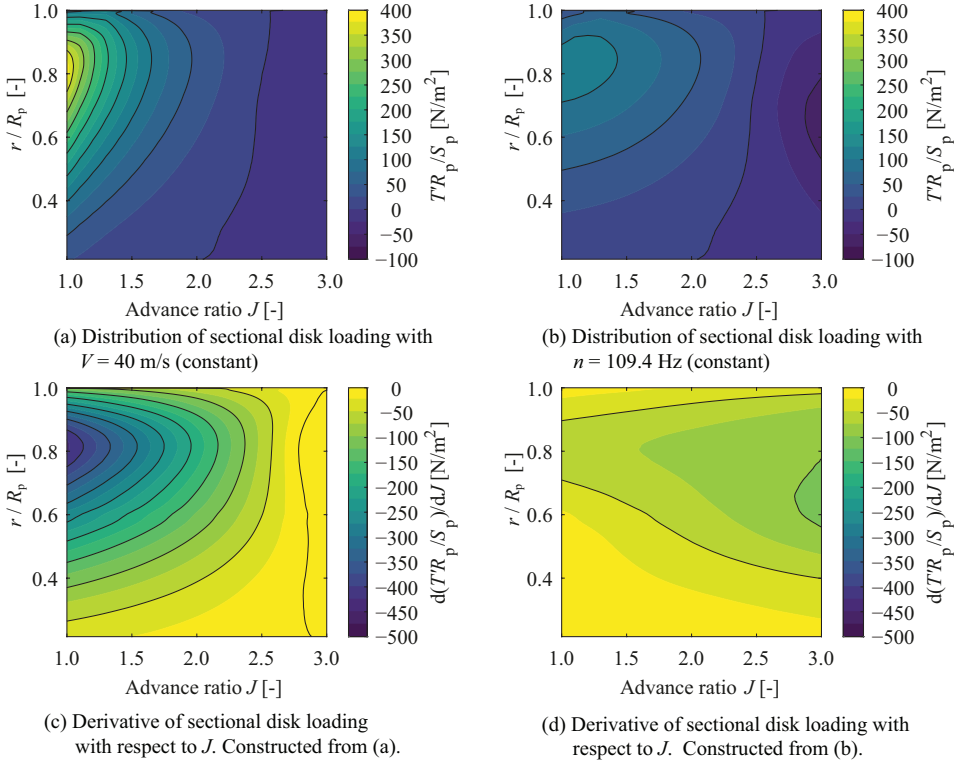 1.0
0.8
0.6
0.4
r / Rp [-]
1.0 1.5 2.0 2.5 3.0
Advance ratio J [-]
400
350
300
250
200
150
100
50
0
−50
−100
T′Rp/Sp [N/m²]
(a) Distribution of sectional disk loading with
V = 40 m/s (constant)
1.0
0.8
0.6
0.4
r / Rp [-]
1.0 1.5 2.0 2.5 3.0
Advance ratio J [-]
400
350
300
250
200
150
100
50
0
−50
−100
T′Rp/Sp [N/m²]
(b) Distribution of sectional disk loading with
n = 109.4 Hz (constant)
1.0
0.8
0.6
0.4
r / Rp [-]
1.0 1.5 2.0 2.5 3.0
Advance ratio J [-]
0
−50
−100
−150
−200
−250
−300
−350
−400
−450
−500
d(T′Rp/Sp)/dJ [N/m²]
(c) Derivative of sectional disk loading
with respect to J. Constructed from (a).
1.0
0.8
0.6
0.4
r / Rp [-]
1.0 1.5 2.0 2.5 3.0
Advance ratio J [-]
0
−50
−100
−150
−200
−250
−300
−350
−400
−450
−500
d(T′Rp/Sp)/dJ [N/m²]
(d) Derivative of sectional disk loading with
respect to J. Constructed from (b).